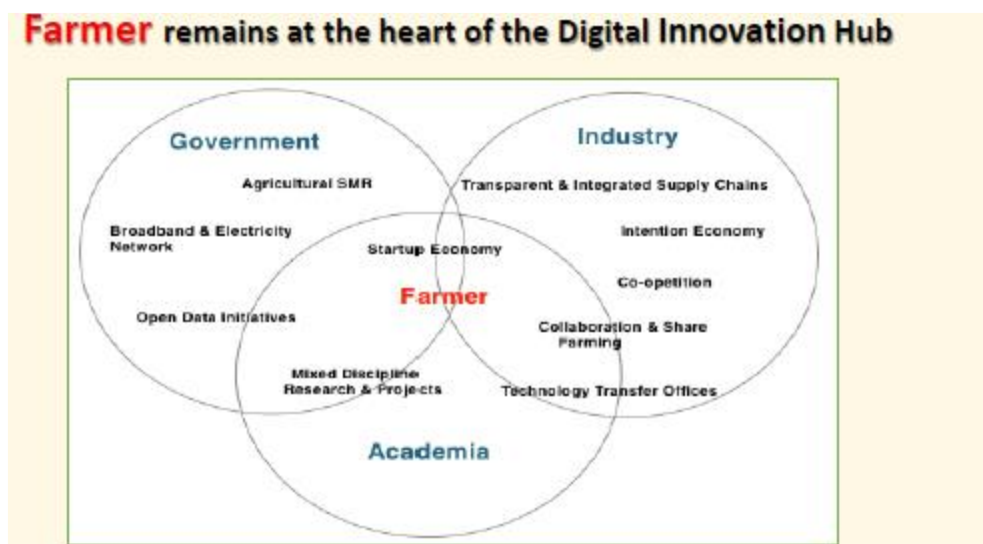 Farmer remains at the heart of the Digital Innovation Hub
Government
Industry
Agricultural SMR
Transparent & Integrated Supply Chains
Broadband & Electricity
Network
Intention Economy
Startup Economy
Co-opetition
Farmer
Open Data Initiatives
Collaboration & Share
Farming
Mixed Discipline
Research & Projects
Technology Transfer Offices
Academia